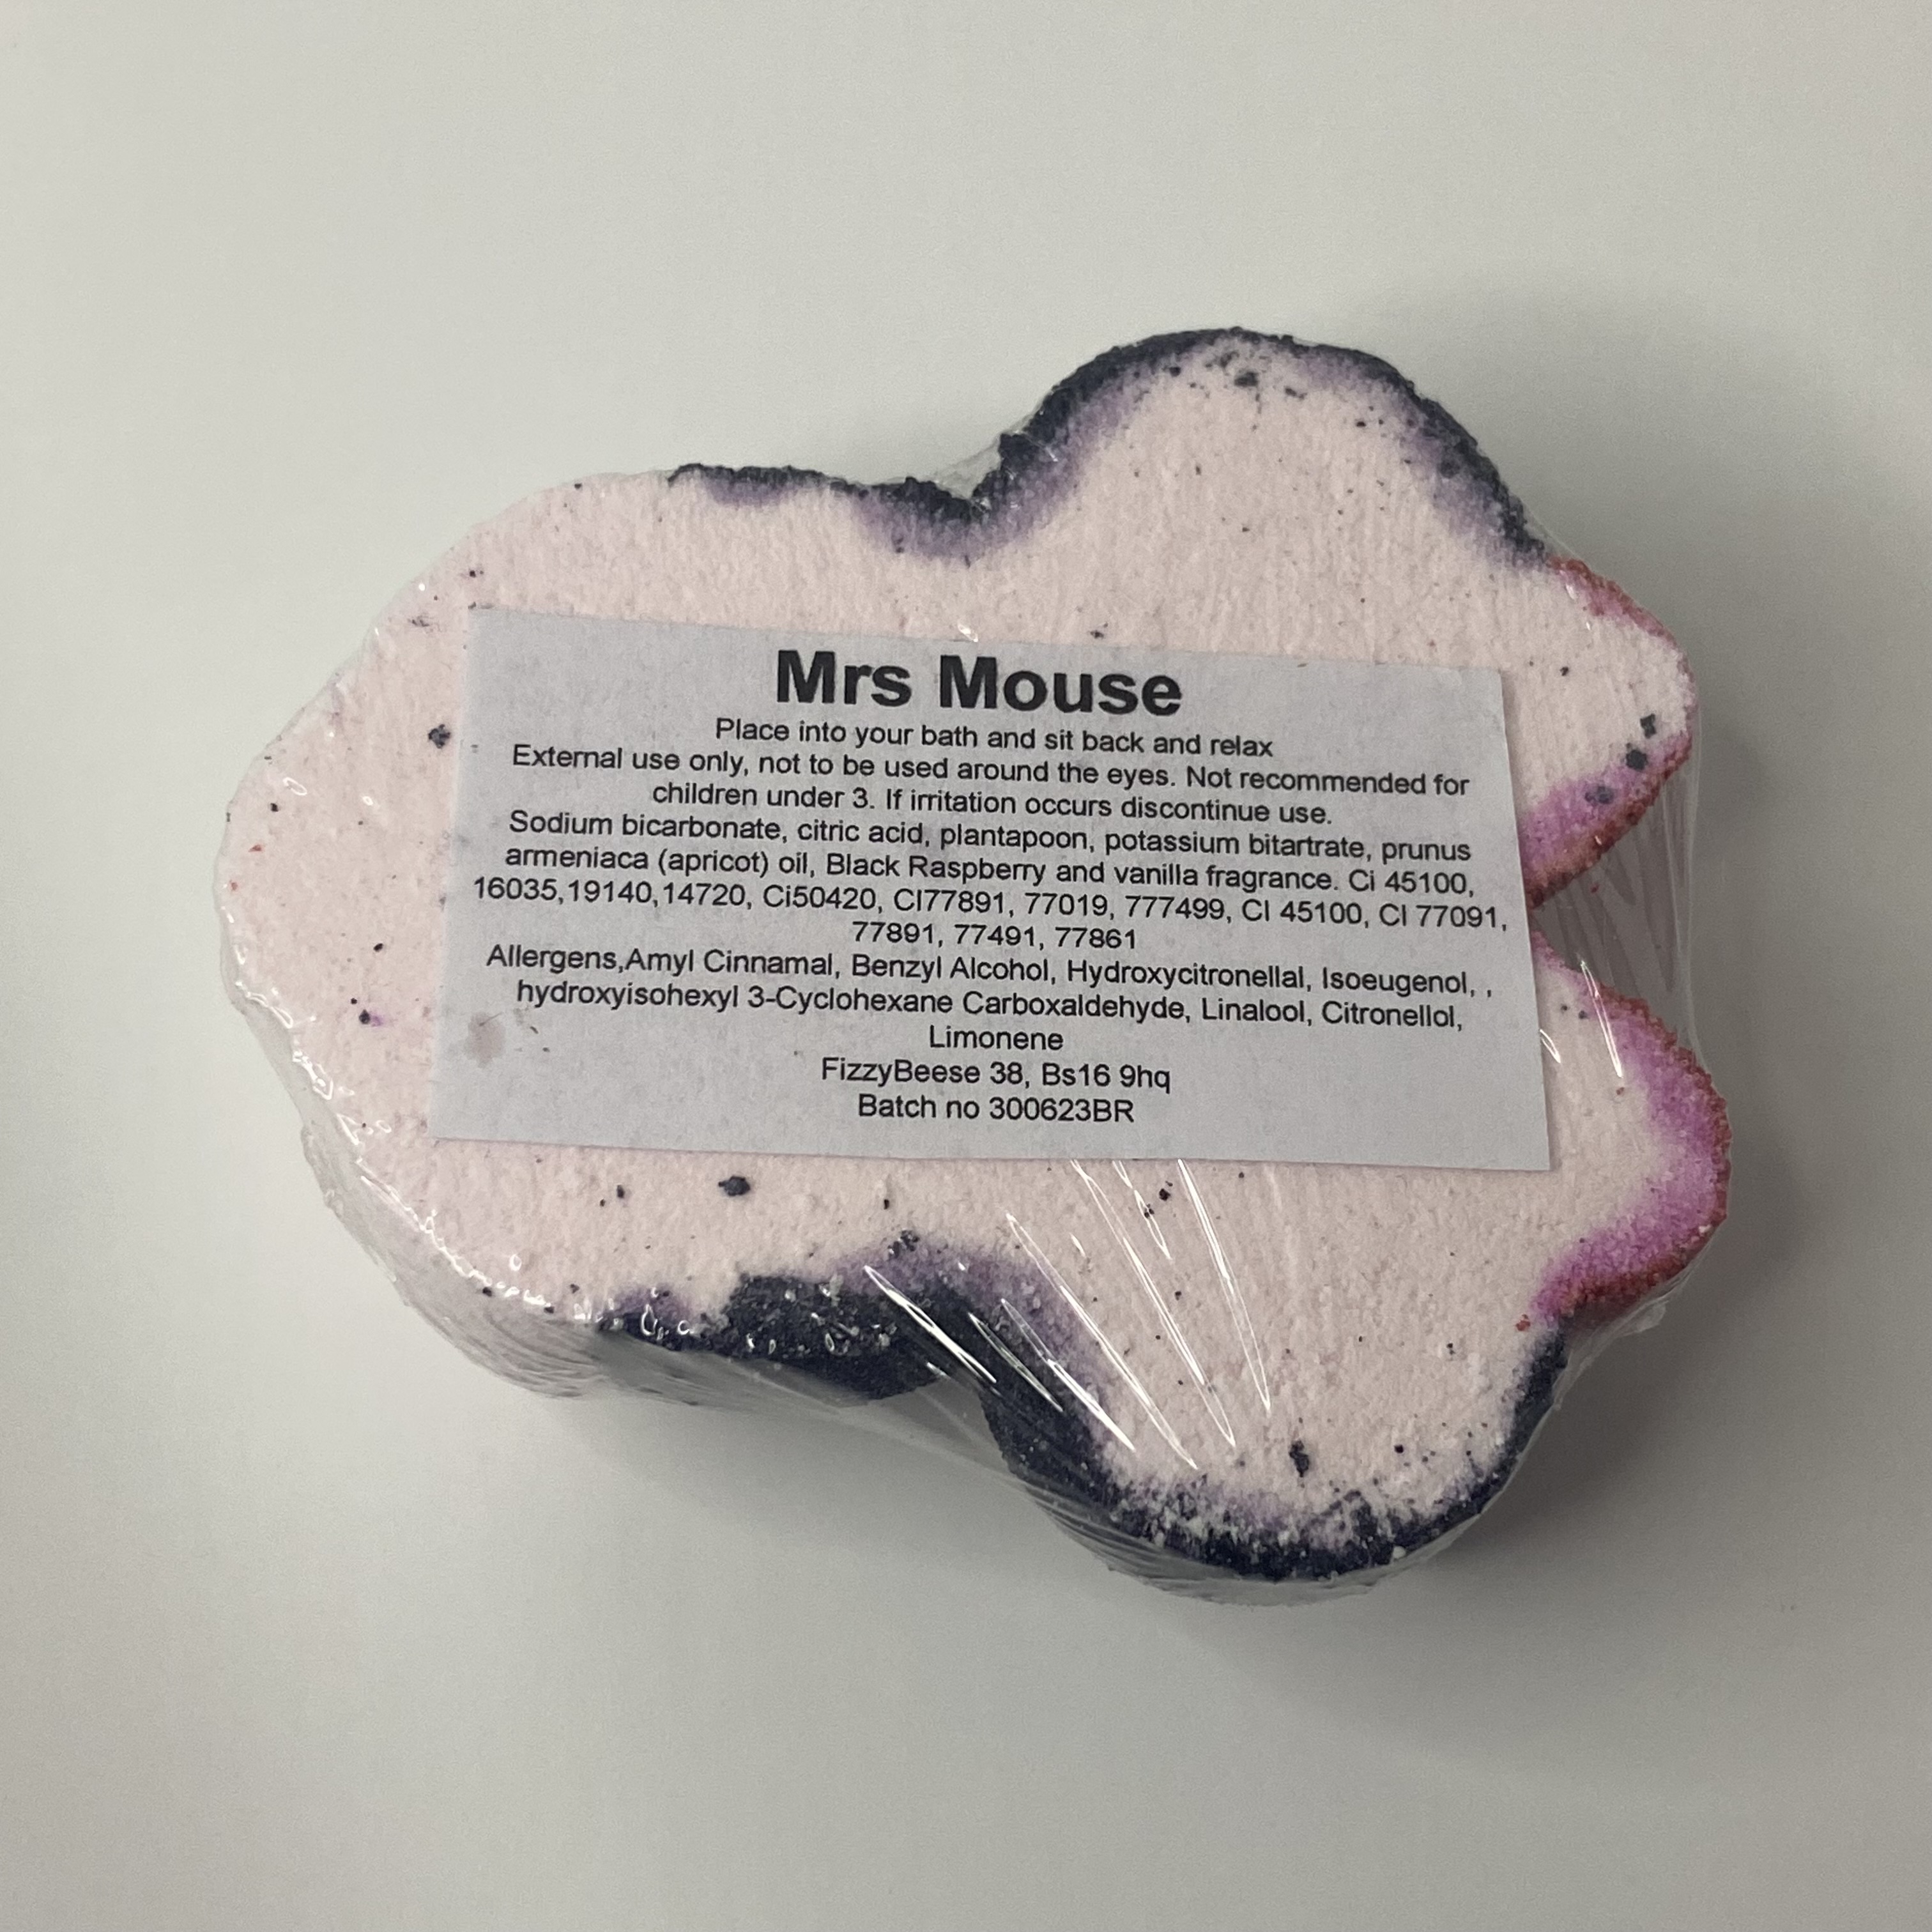 Mrs Mouse
Place into your bath and sit back and relax
External use only, not to be used around the eyes. Not recommended for
children under 3. If irritation occurs discontinue use.
Sodium bicarbonate, citric acid, plantapoon, potassium bitartrate, prunus
armeniaca (apricot) oil, Black Raspberry and vanilla fragrance. Ci 45100,
16035,19140,14720, Ci50420, CI77891, 77019, 777499, CI 45100, CI 77091,
77891, 77491, 77861
Allergens,Amyl Cinnamal, Benzyl Alcohol, Hydroxycitronellal, Isoeugenol, ,
hydroxyisohexyl 3-Cyclohexane Carboxaldehyde, Linalool, Citronellol,
Limonene
FizzyBeese 38, Bs16 9hq
Batch no 300623BR